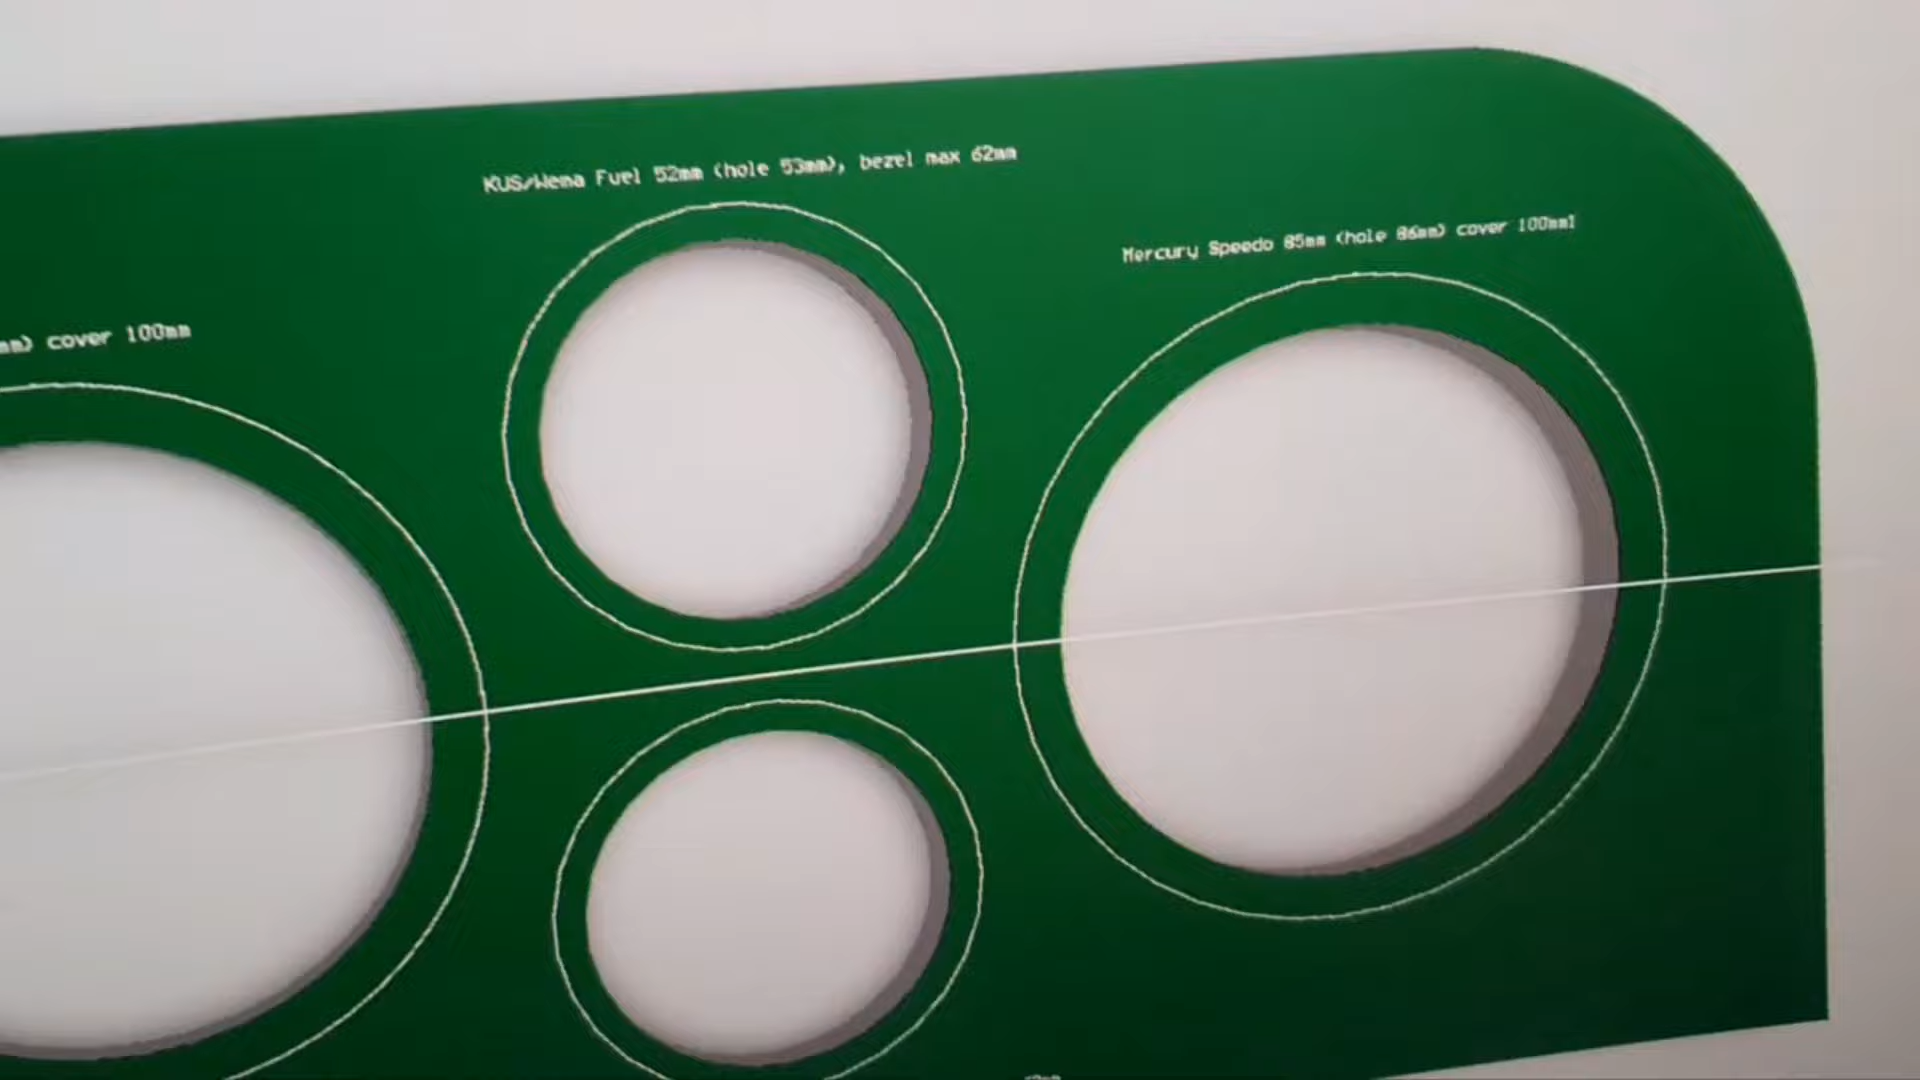 KUS/Wema Fuel 52mm (hole 53mm), bezel max 62mm
Mercury Speedo 85mm (hole 86mm) cover 100mm]
mm) cover 100mm